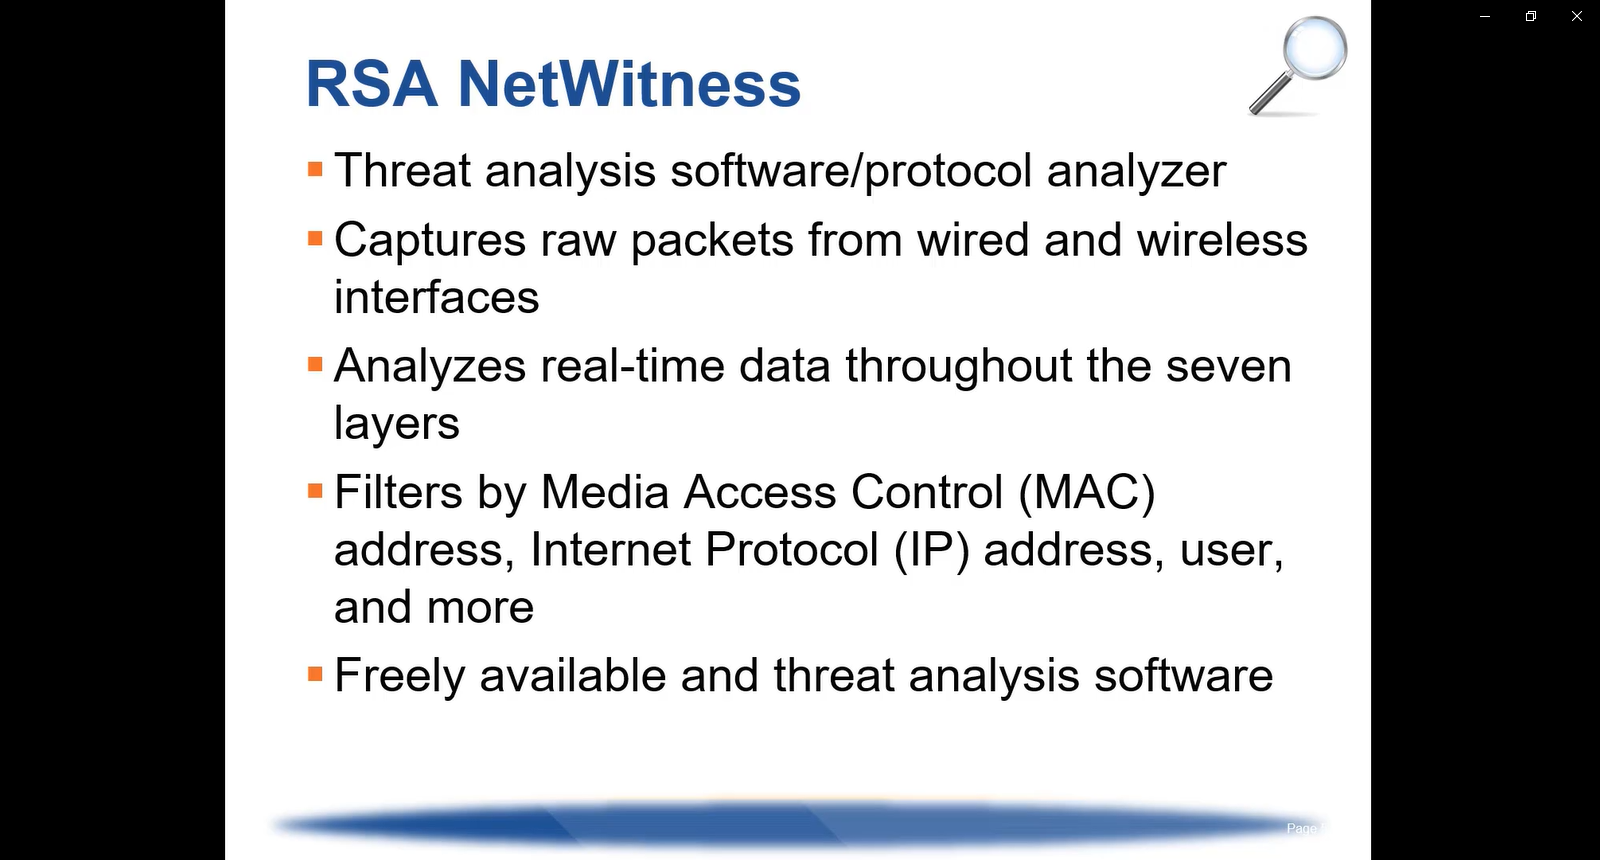 RSA NetWitness
Threat analysis software/protocol analyzer
Captures raw packets from wired and wireless
interfaces
Analyzes real-time data throughout the seven
layers
Filters by Media Access Control (MAC)
address, Internet Protocol (IP) address, user,
and more
Freely available and threat analysis software
Page